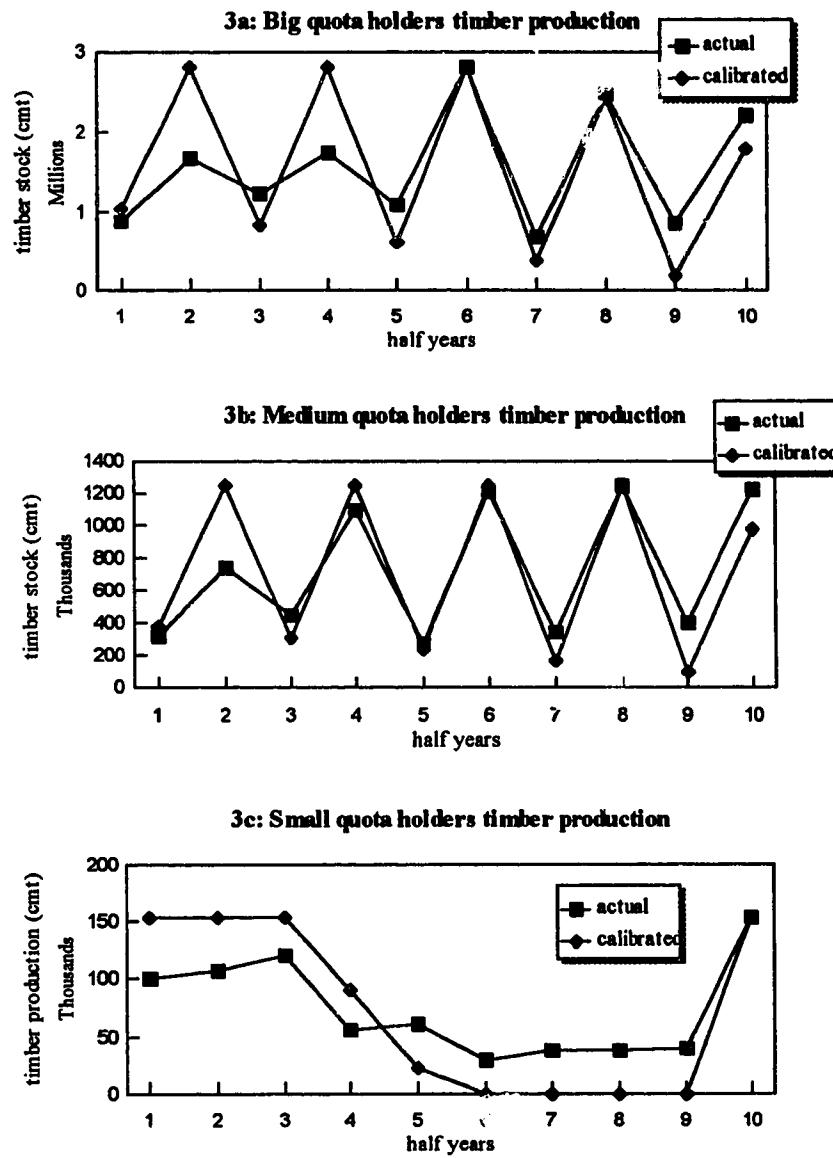 3a: Big quota holders timber production
actual
calibrated
timber stock (cmt)
Millions
3
2
1
0
1 2 3 4 5 6 7 8 9 10
half years
3b: Medium quota holders timber production
actual
calibrated
timber stock (cmt)
Thousands
1400
1200
1000
800
600
400
200
0
1 2 3 4 5 6 7 8 9 10
half years
3c: Small quota holders timber production
actual
calibrated
timber production (cmt)
Thousands
200
150
100
50
0
1 2 3 4 5 7 8 9 10
half years